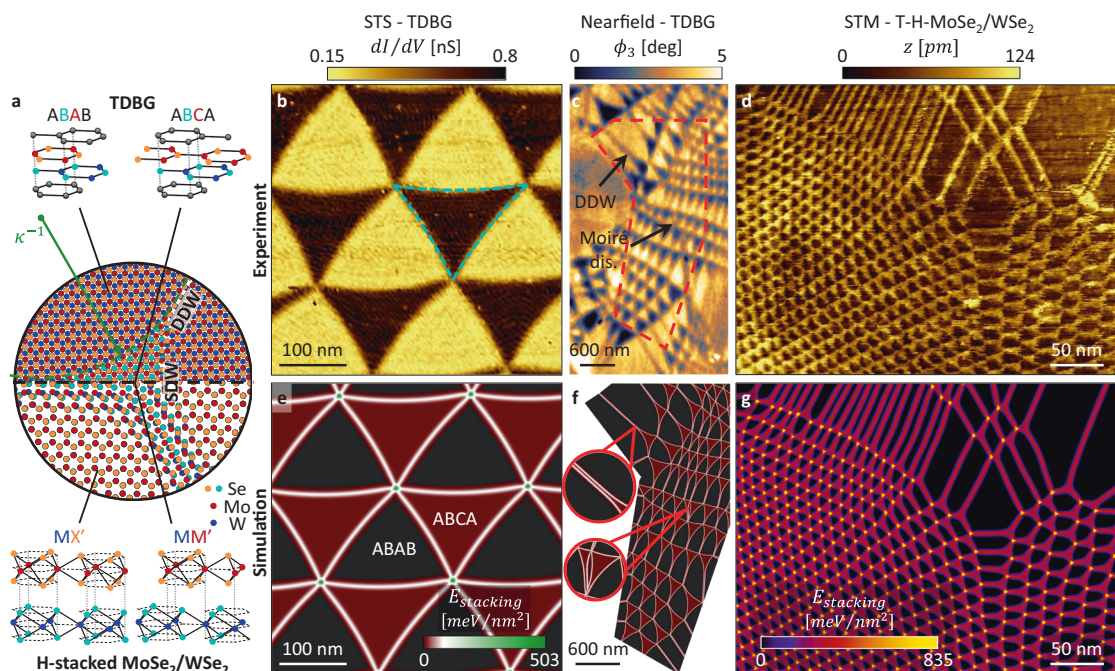 STS - TDBG
dI/dV [nS]
0.15 0.8
Nearfield - TDBG
ϕ₃ [deg]
0 5
STM - T-H-MoSe₂/WSe₂
z [pm]
0 124
a
TDBG
ABAB ABCA
κ⁻¹
DDW
SDW
Se
Mo
W
MX' MM'
H-stacked MoSe₂/WSe₂
Experiment
b
100 nm
c
DDW
Moiré
dis.
600 nm
d
50 nm
Simulation
e
ABCA
ABAB
E_stacking
[meV/nm²]
0 503
100 nm
f
600 nm
g
E_stacking
[meV/nm²]
0 835
50 nm